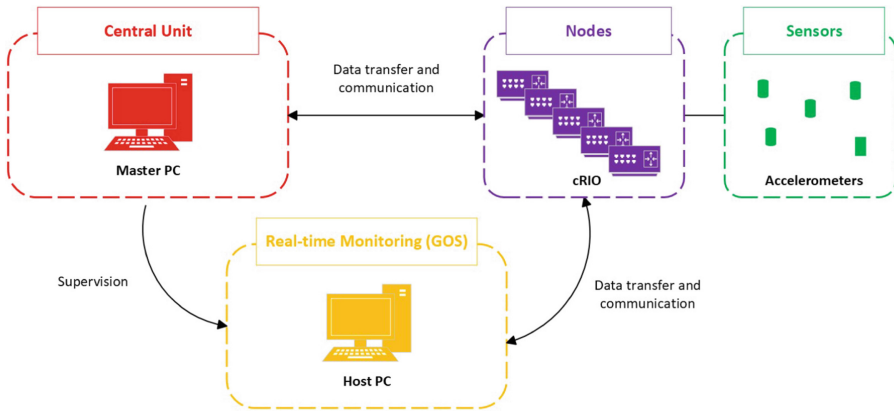 Central Unit
Nodes
Sensors
Data transfer and
communication
Master PC
cRIO
Accelerometers
Real-time Monitoring (GOS)
Supervision
Data transfer and
communication
Host PC